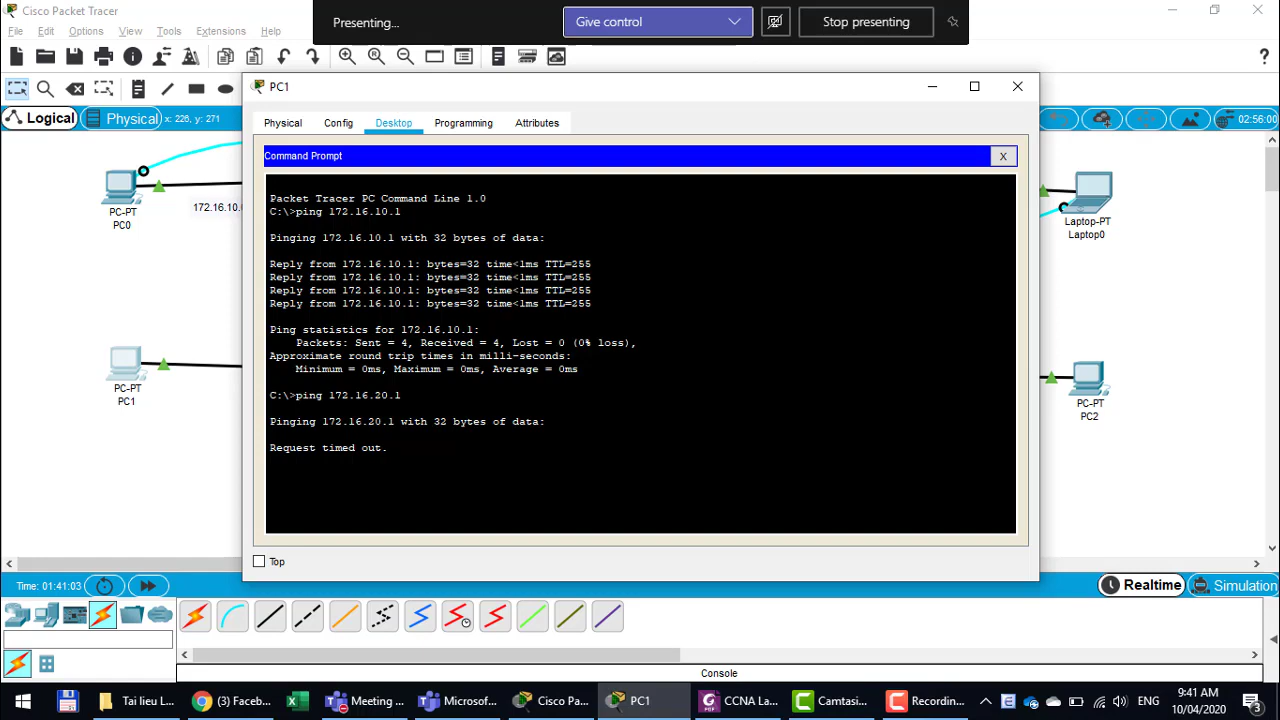 Cisco Packet Tracer
Presenting...
Give control
Stop presenting
File Edit Options View Tools Extensions Help
Logical
Physical
x: 226, y: 271
02:56:00
PC1
Physical Config Desktop Programming Attributes
Command Prompt
X
Packet Tracer PC Command Line 1.0
C:\>ping 172.16.10.1
Pinging 172.16.10.1 with 32 bytes of data:
Reply from 172.16.10.1: bytes=32 time<1ms TTL=255
Reply from 172.16.10.1: bytes=32 time<1ms TTL=255
Reply from 172.16.10.1: bytes=32 time<1ms TTL=255
Reply from 172.16.10.1: bytes=32 time<1ms TTL=255
Ping statistics for 172.16.10.1:
Packets: Sent = 4, Received = 4, Lost = 0 (0% loss),
Approximate round trip times in milli-seconds:
Minimum = 0ms, Maximum = 0ms, Average = 0ms
C:\>ping 172.16.20.1
Pinging 172.16.20.1 with 32 bytes of data:
Request timed out.
Top
PC-PT
PC0
PC-PT
PC1
Laptop-PT
Laptop0
PC-PT
PC2
Time: 01:41:03
Realtime
Simulation
Console
Tai lieu L...
(3) Faceb...
Meeting ...
Microsof...
Cisco Pa...
PC1
CCNA La...
Camtasi...
Recordin...
ENG
9:41 AM
10/04/2020
3